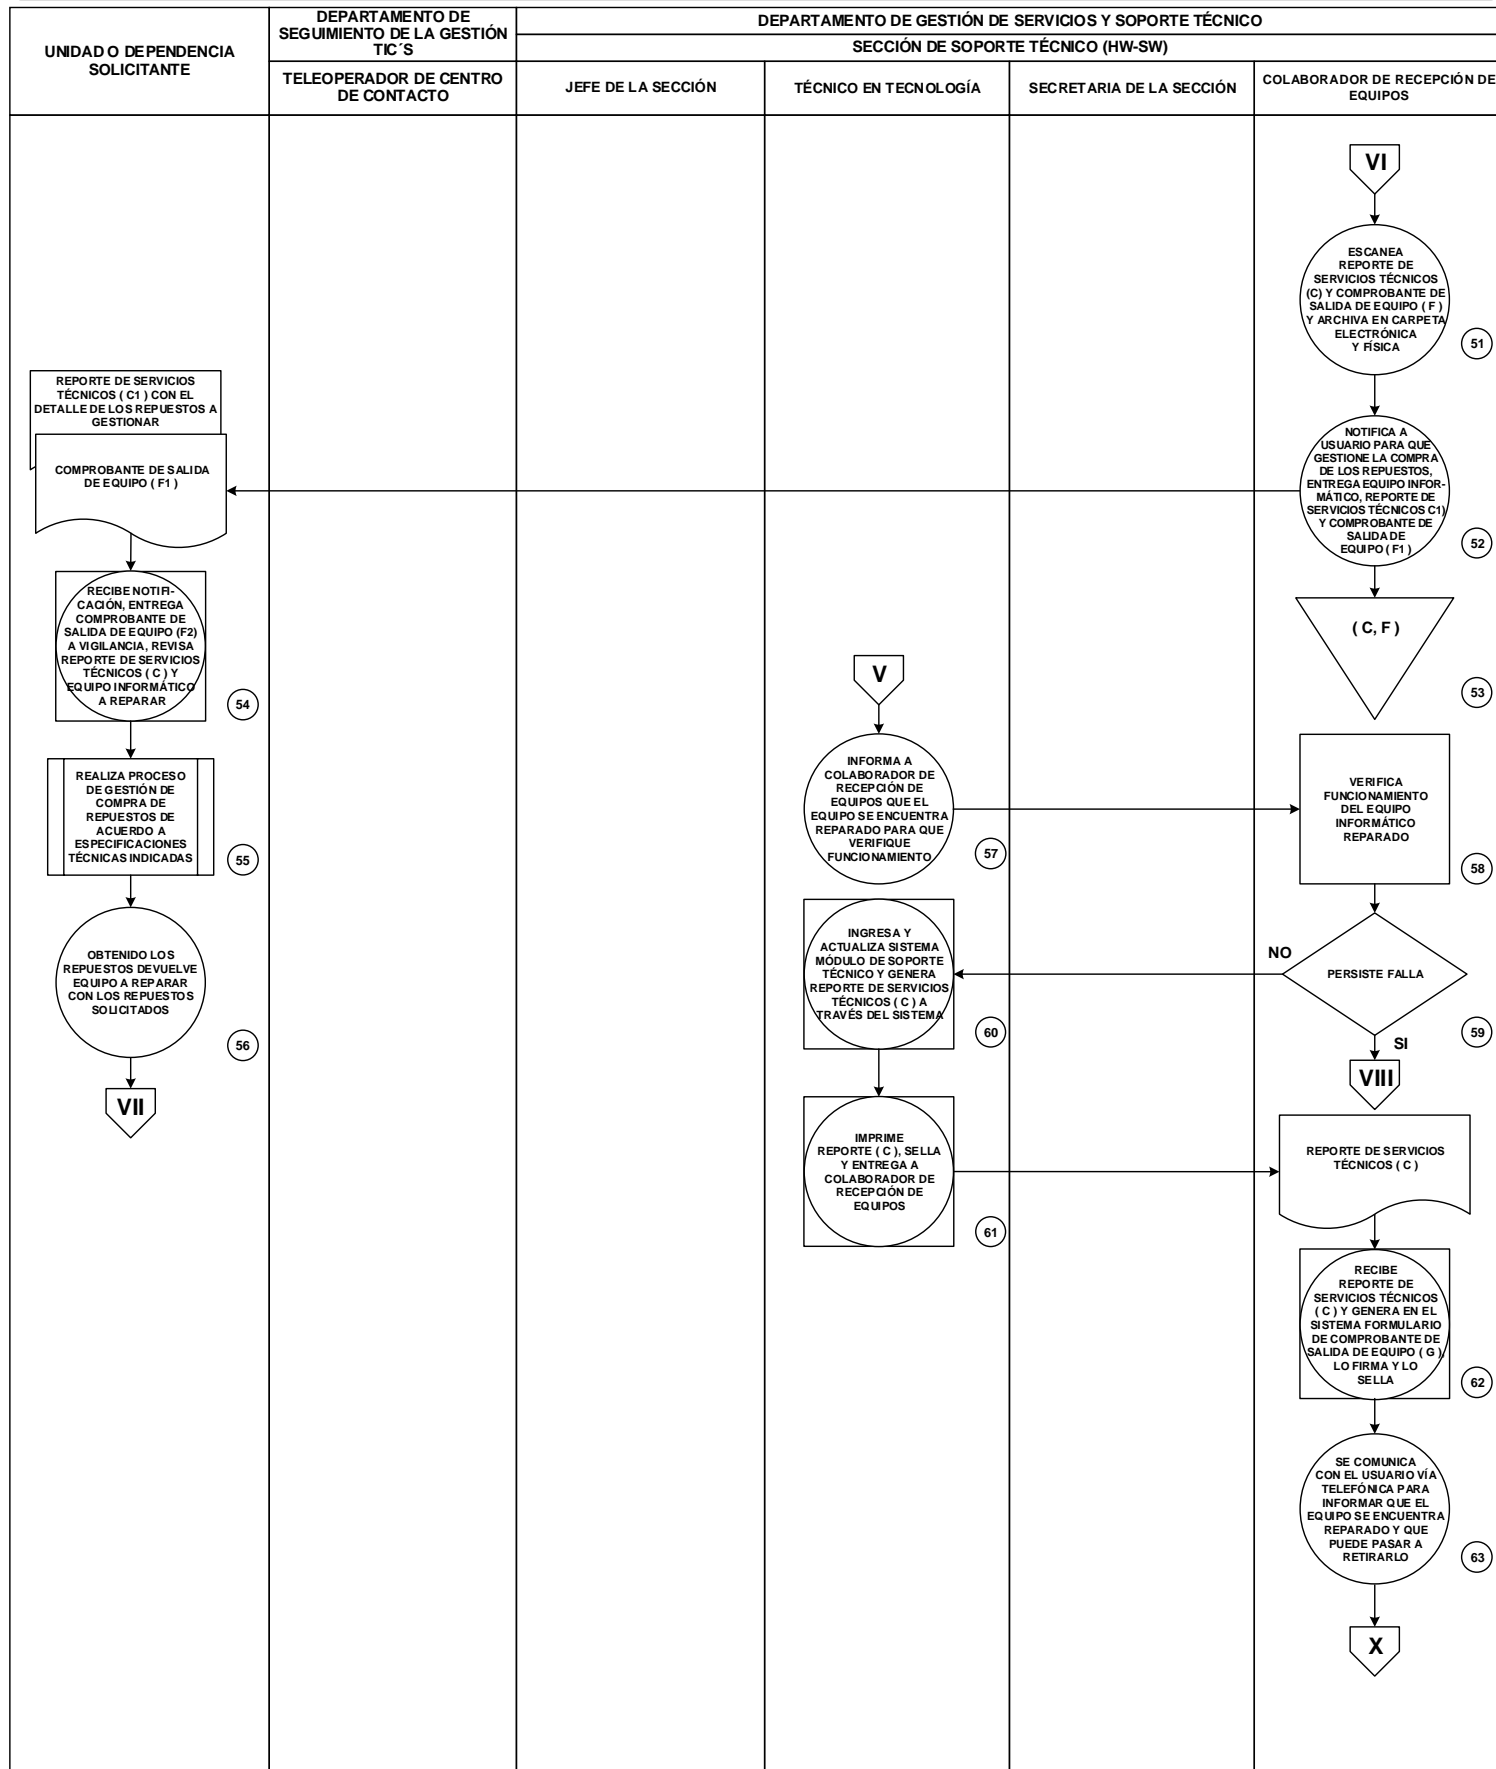 UNIDAD O DEPENDENCIA
SOLICITANTE
DEPARTAMENTO DE
SEGUIMIENTO DE LA GESTIÓN
TIC´S
TELEOPERADOR DE CENTRO
DE CONTACTO
DEPARTAMENTO DE GESTIÓN DE SERVICIOS Y SOPORTE TÉCNICO
SECCIÓN DE SOPORTE TÉCNICO (HW-SW)
JEFE DE LA SECCIÓN
TÉCNICO EN TECNOLOGÍA
SECRETARIA DE LA SECCIÓN
COLABORADOR DE RECEPCIÓN DE
EQUIPOS
VI
ESCANEA
REPORTE DE
SERVICIOS TÉCNICOS
(C) Y COMPROBANTE DE
SALIDA DE EQUIPO ( F )
Y ARCHIVA EN CARPETA
ELECTRÓNICA
Y FÍSICA
51
NOTIFICA A
USUARIO PARA QUE
GESTIONE LA COMPRA
DE LOS REPUESTOS,
ENTREGA EQUIPO INFOR-
MÁTICO, REPORTE DE
SERVICIOS TÉCNICOS C1)
Y COMPROBANTE DE
SALIDA DE
EQUIPO ( F1 )
52
REPORTE DE SERVICIOS
TÉCNICOS ( C1 ) CON EL
DETALLE DE LOS REPUESTOS A
GESTIONAR
COMPROBANTE DE SALIDA
DE EQUIPO ( F1 )
( C, F )
53
RECIBE NOTIFI-
CACIÓN, ENTREGA
COMPROBANTE DE
SALIDA DE EQUIPO (F2)
A VIGILANCIA, REVISA
REPORTE DE SERVICIOS
TÉCNICOS ( C ) Y
EQUIPO INFORMÁTICO
A REPARAR
54
REALIZA PROCESO
DE GESTIÓN DE
COMPRA DE
REPUESTOS DE
ACUERDO A
ESPECIFICACIONES
TÉCNICAS INDICADAS
55
OBTENIDO LOS
REPUESTOS DEVUELVE
EQUIPO A REPARAR
CON LOS REPUESTOS
SOLICITADOS
56
VII
V
INFORMA A
COLABORADOR DE
RECEPCIÓN DE
EQUIPOS QUE EL
EQUIPO SE ENCUENTRA
REPARADO PARA QUE
VERIFIQUE
FUNCIONAMIENTO
57
VERIFICA
FUNCIONAMIENTO
DEL EQUIPO
INFORMÁTICO
REPARADO
58
PERSISTE FALLA
NO
SI
59
VIII
INGRESA Y
ACTUALIZA SISTEMA
MÓDULO DE SOPORTE
TÉCNICO Y GENERA
REPORTE DE SERVICIOS
TÉCNICOS ( C ) A
TRAVÉS DEL SISTEMA
60
IMPRIME
REPORTE ( C ), SELLA
Y ENTREGA A
COLABORADOR DE
RECEPCIÓN DE
EQUIPOS
61
REPORTE DE SERVICIOS
TÉCNICOS ( C )
RECIBE
REPORTE DE
SERVICIOS TÉCNICOS
( C ) Y GENERA EN EL
SISTEMA FORMULARIO
DE COMPROBANTE DE
SALIDA DE EQUIPO ( G ),
LO FIRMA Y LO
SELLA
62
SE COMUNICA
CON EL USUARIO VÍA
TELEFÓNICA PARA
INFORMAR QUE EL
EQUIPO SE ENCUENTRA
REPARADO Y QUE
PUEDE PASAR A
RETIRARLO
63
X